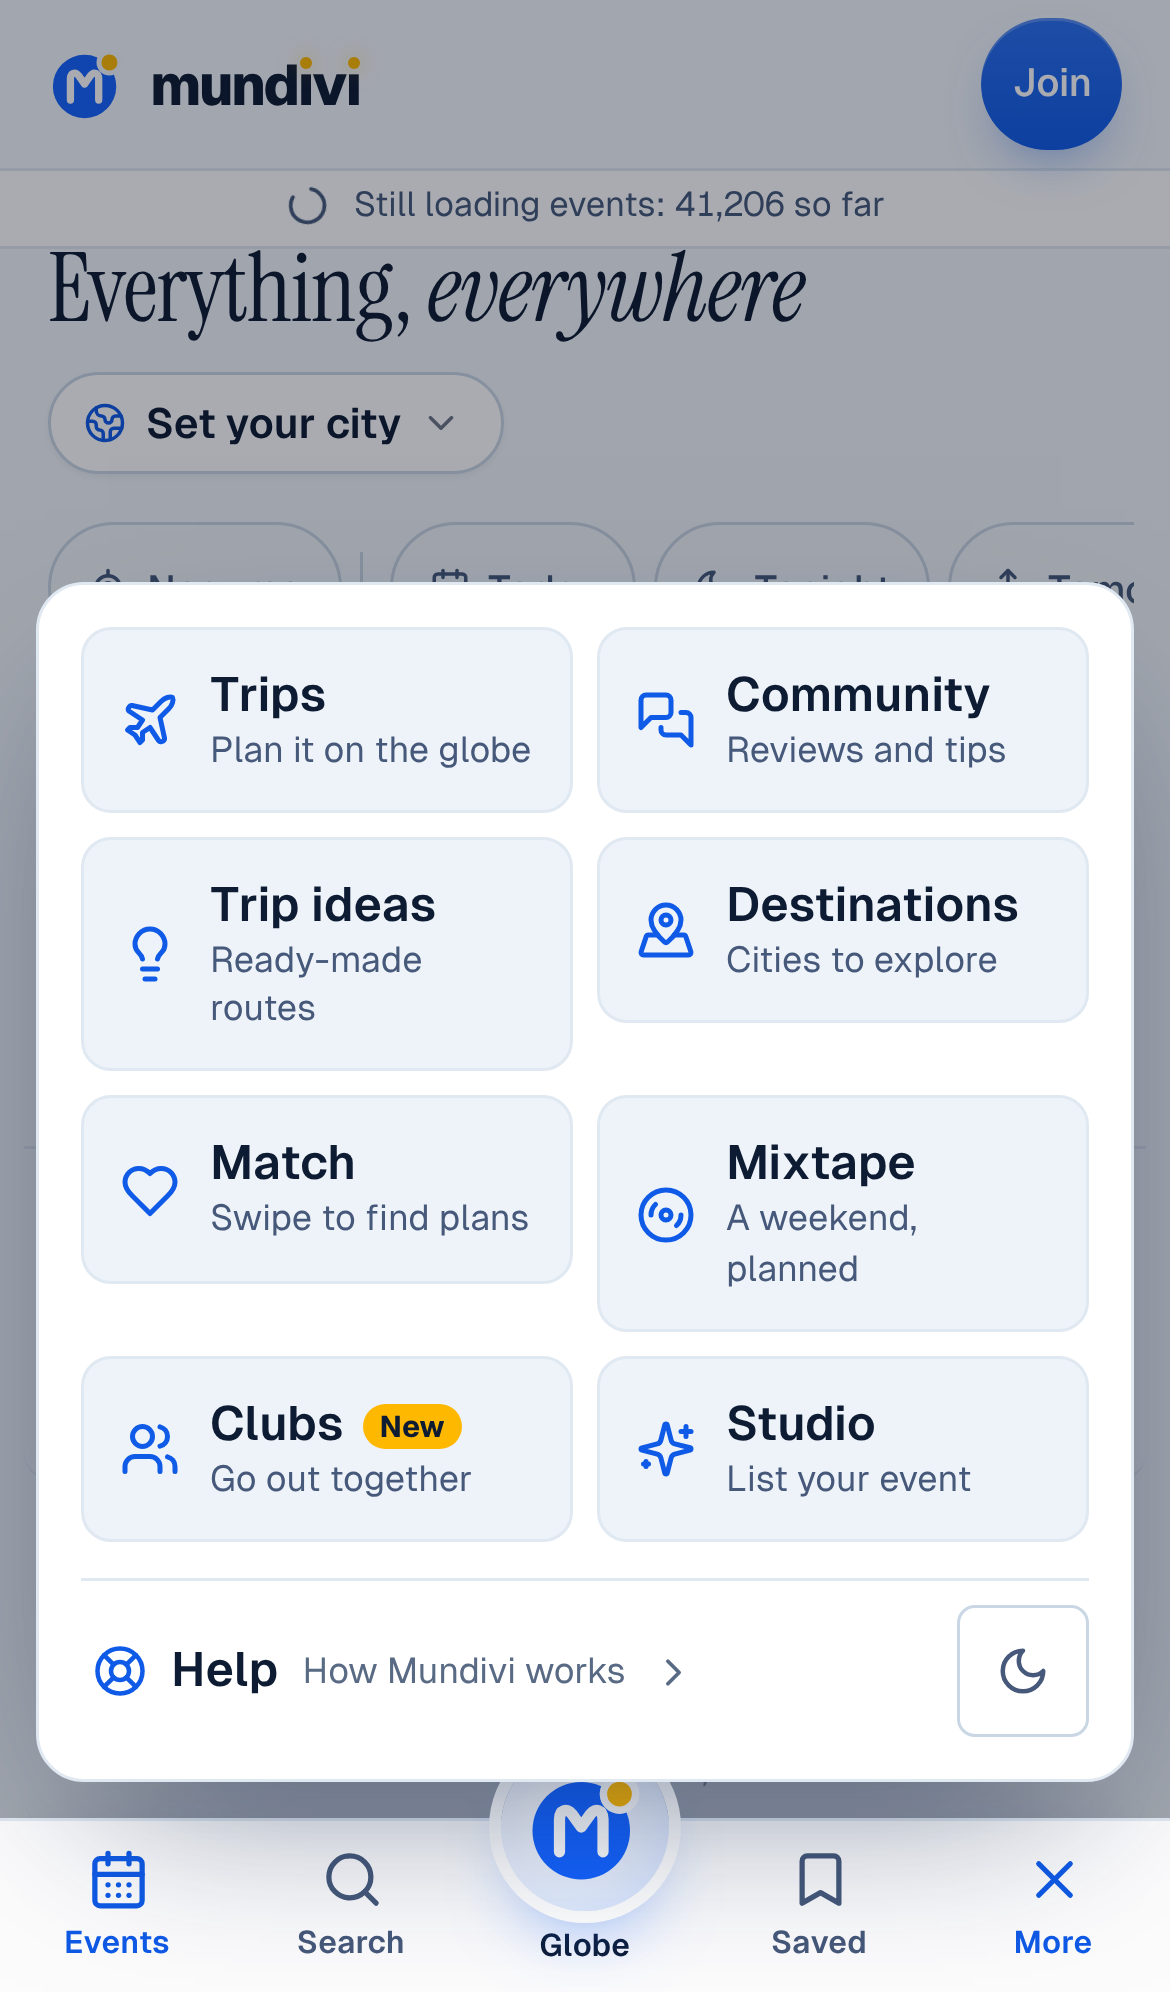 mundivi
Join
Still loading events: 41,206 so far
Everything, everywhere
Set your city
Trips
Plan it on the globe
Community
Reviews and tips
Trip ideas
Ready-made
routes
Destinations
Cities to explore
Match
Swipe to find plans
Mixtape
A weekend,
planned
Clubs New
Go out together
Studio
List your event
Help How Mundivi works
Events
Search
Globe
Saved
More